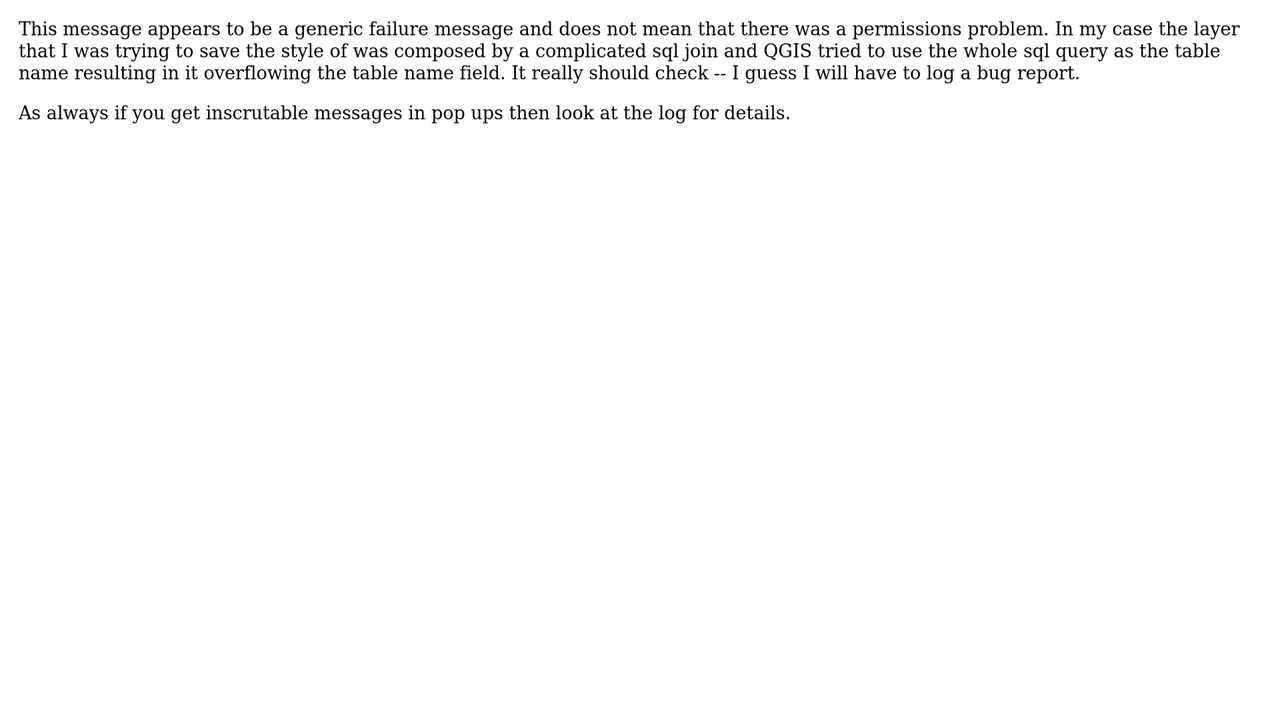 This message appears to be a generic failure message and does not mean that there was a permissions problem. In my case the layer
that I was trying to save the style of was composed by a complicated sql join and QGIS tried to use the whole sql query as the table
name resulting in it overflowing the table name field. It really should check -- I guess I will have to log a bug report.
As always if you get inscrutable messages in pop ups then look at the log for details.